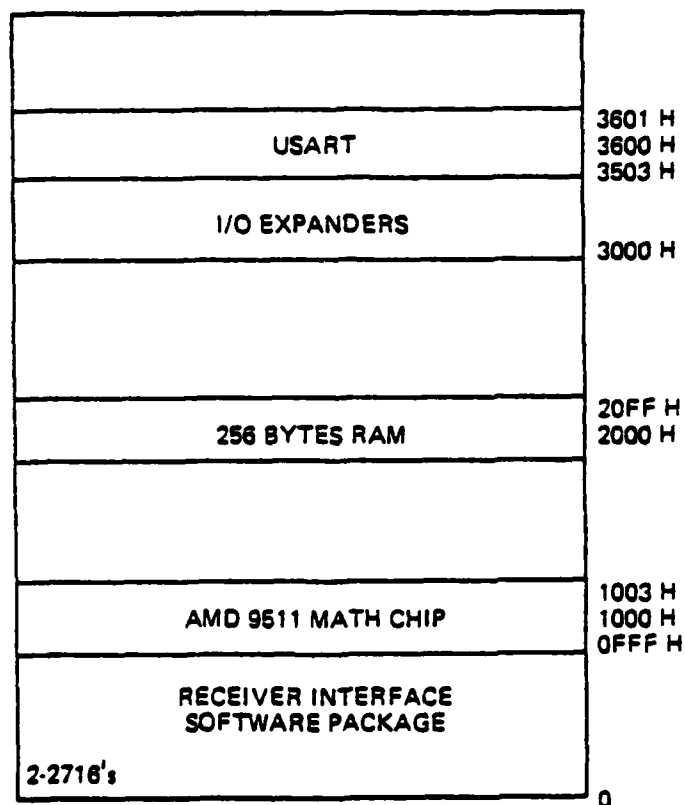 3601 H
USART
3600 H
3503 H
I/O EXPANDERS
3000 H
20FF H
256 BYTES RAM
2000 H
1003 H
AMD 9511 MATH CHIP
1000 H
0FFF H
RECEIVER INTERFACE
SOFTWARE PACKAGE
2-2716's
0